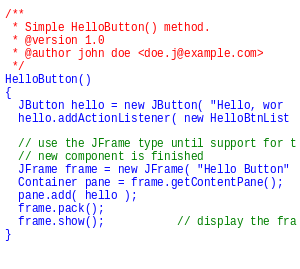 /**
 * Simple HelloButton() method.
 * @version 1.0
 * @author john doe <doe.j@example.com>
 */
HelloButton()
{
  JButton hello = new JButton( "Hello, wor
  hello.addActionListener( new HelloBtnList

  // use the JFrame type until support for t
  // new component is finished
  JFrame frame = new JFrame( "Hello Button"
  Container pane = frame.getContentPane();
  pane.add( hello );
  frame.pack();
  frame.show();           // display the fra
}